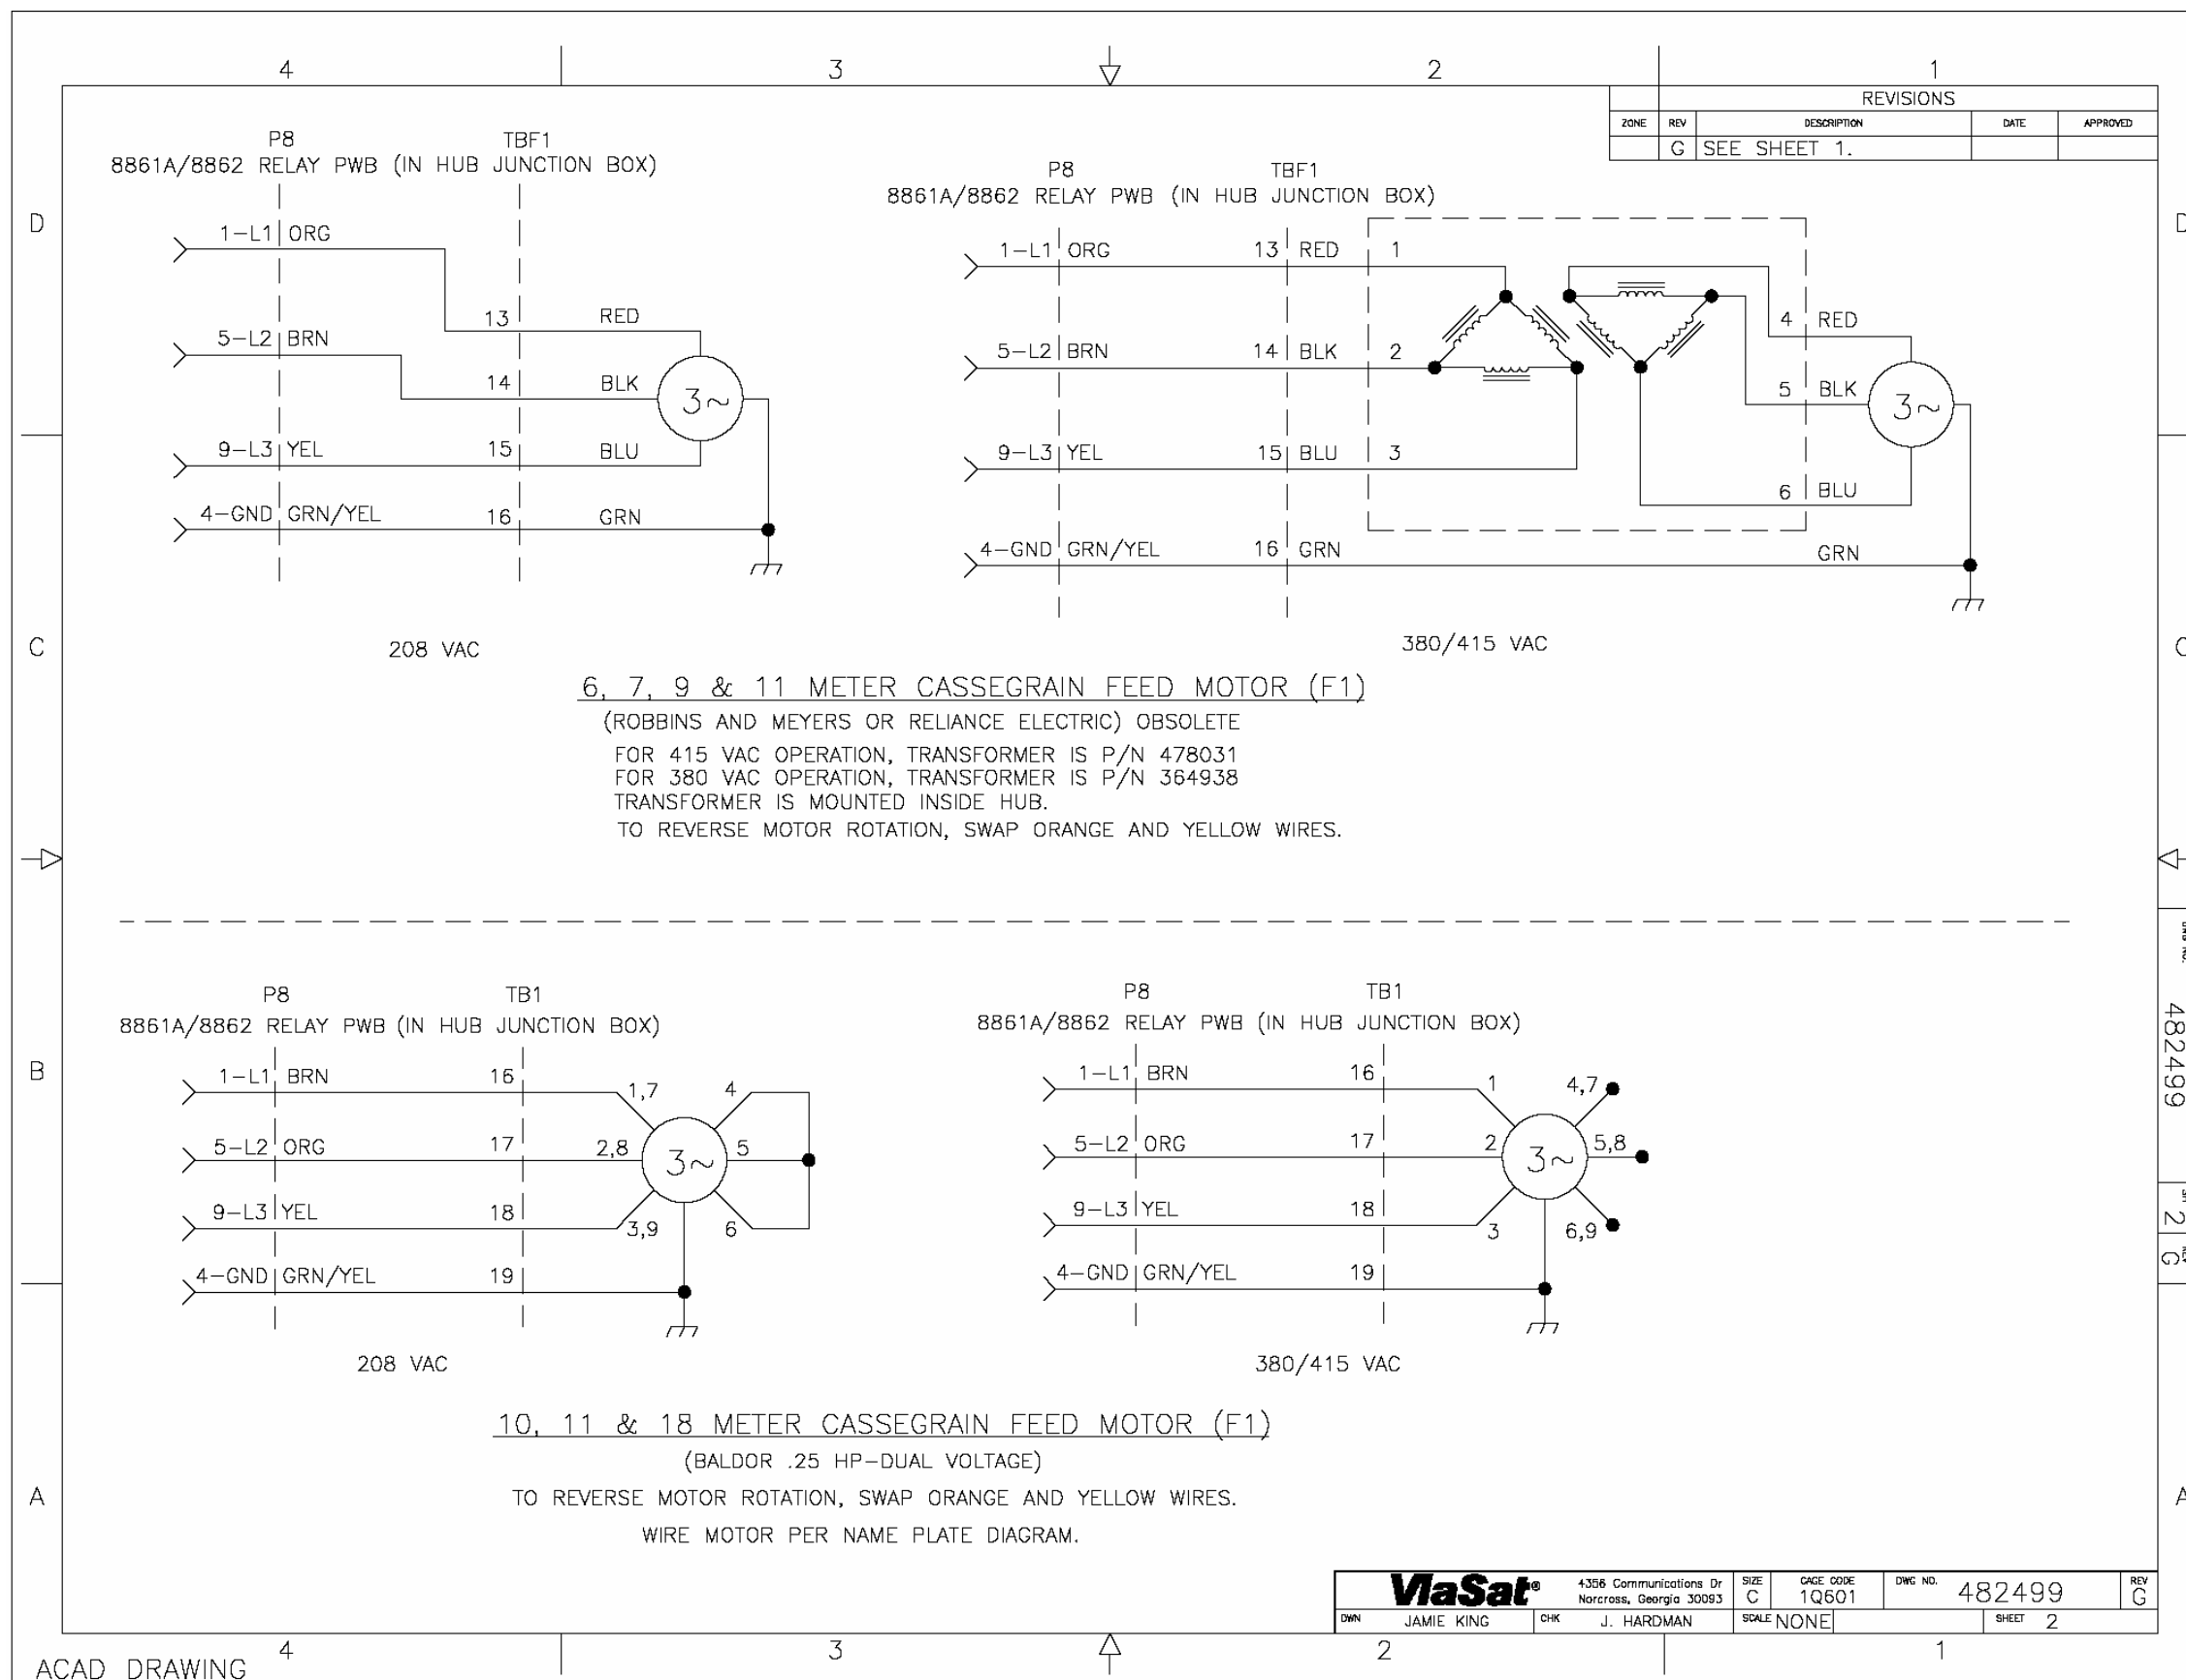 4 3 2 1
REVISIONS
ZONE REV DESCRIPTION DATE APPROVED
G SEE SHEET 1.
D D
P8 TBF1
8861A/8862 RELAY PWB (IN HUB JUNCTION BOX)
1-L1 ORG
13 RED
5-L2 BRN
14 BLK
3~
9-L3 YEL 15 BLU
4-GND GRN/YEL 16 GRN
208 VAC
P8 TBF1
8861A/8862 RELAY PWB (IN HUB JUNCTION BOX)
1-L1 ORG 13 RED 1
4 RED
5-L2 BRN 14 BLK 2
5 BLK
3~
9-L3 YEL 15 BLU 3
6 BLU
4-GND GRN/YEL 16 GRN GRN
380/415 VAC
C C
6, 7, 9 & 11 METER CASSEGRAIN FEED MOTOR (F1)
(ROBBINS AND MEYERS OR RELIANCE ELECTRIC) OBSOLETE
FOR 415 VAC OPERATION, TRANSFORMER IS P/N 478031
FOR 380 VAC OPERATION, TRANSFORMER IS P/N 364938
TRANSFORMER IS MOUNTED INSIDE HUB.
TO REVERSE MOTOR ROTATION, SWAP ORANGE AND YELLOW WIRES.
B
P8 TB1
8861A/8862 RELAY PWB (IN HUB JUNCTION BOX)
1-L1 BRN 16 1,7 4
5-L2 ORG 17 2,8 3~ 5
9-L3 YEL 18 3,9 6
4-GND GRN/YEL 19
208 VAC
P8 TB1
8861A/8862 RELAY PWB (IN HUB JUNCTION BOX)
1-L1 BRN 16 1 4,7
5-L2 ORG 17 2 3~ 5,8
9-L3 YEL 18 3 6,9
4-GND GRN/YEL 19
380/415 VAC
482499
2
G
10, 11 & 18 METER CASSEGRAIN FEED MOTOR (F1)
(BALDOR .25 HP-DUAL VOLTAGE)
A A
TO REVERSE MOTOR ROTATION, SWAP ORANGE AND YELLOW WIRES.
WIRE MOTOR PER NAME PLATE DIAGRAM.
ViaSat®
4356 Communications Dr
Norcross, Georgia 30093
SIZE C
CAGE CODE 1Q601
DWG NO. 482499
REV G
DWN JAMIE KING
CHK J. HARDMAN
SCALE NONE
SHEET 2
4 3 2 1
ACAD DRAWING